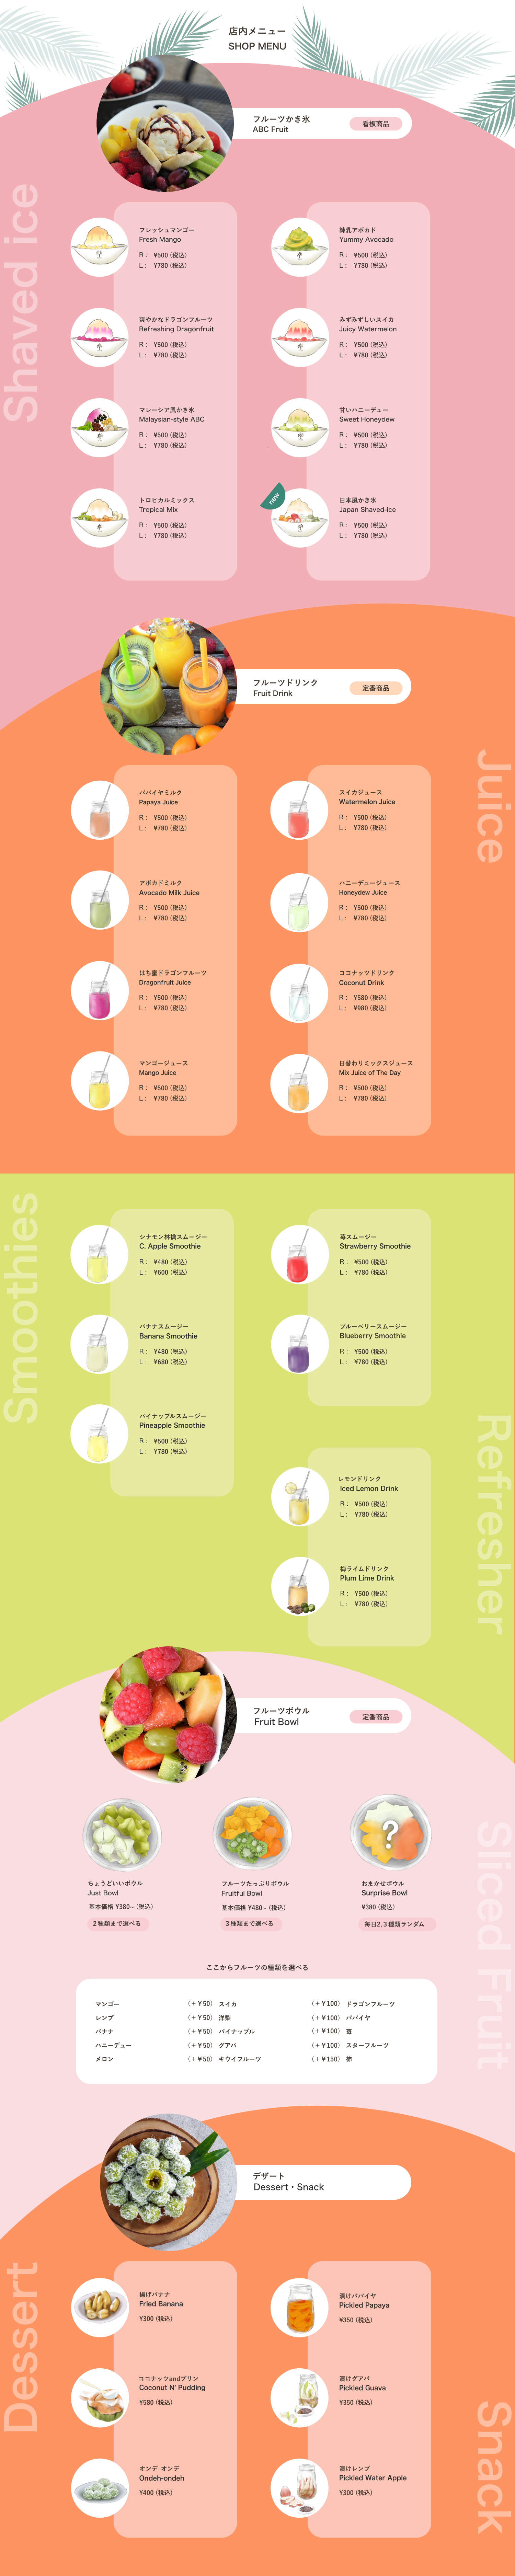 店内メニュー
SHOP MENU
フルーツかき氷
ABC Fruit
看板商品
Shaved ice
フレッシュマンゴー
Fresh Mango
R： ¥500 (税込)
L： ¥780 (税込)
練乳アボカド
Yummy Avocado
R： ¥500 (税込)
L： ¥780 (税込)
爽やかなドラゴンフルーツ
Refreshing Dragonfruit
R： ¥500 (税込)
L： ¥780 (税込)
みずみずしいスイカ
Juicy Watermelon
R： ¥500 (税込)
L： ¥780 (税込)
マレーシア風かき氷
Malaysian-style ABC
R： ¥500 (税込)
L： ¥780 (税込)
甘いハニーデュー
Sweet Honeydew
R： ¥500 (税込)
L： ¥780 (税込)
トロピカルミックス
Tropical Mix
R： ¥500 (税込)
L： ¥780 (税込)
new
日本風かき氷
Japan Shaved-ice
R： ¥500 (税込)
L： ¥780 (税込)
フルーツドリンク
Fruit Drink
定番商品
Juice
パパイヤミルク
Papaya Juice
R： ¥500 (税込)
L： ¥780 (税込)
スイカジュース
Watermelon Juice
R： ¥500 (税込)
L： ¥780 (税込)
アボカドミルク
Avocado Milk Juice
R： ¥500 (税込)
L： ¥780 (税込)
ハニーデュージュース
Honeydew Juice
R： ¥500 (税込)
L： ¥780 (税込)
はち蜜ドラゴンフルーツ
Dragonfruit Juice
R： ¥500 (税込)
L： ¥780 (税込)
ココナッツドリンク
Coconut Drink
R： ¥580 (税込)
L： ¥980 (税込)
マンゴージュース
Mango Juice
R： ¥500 (税込)
L： ¥780 (税込)
日替わりミックスジュース
Mix Juice of The Day
R： ¥500 (税込)
L： ¥780 (税込)
Smoothies
シナモン林檎スムージー
C. Apple Smoothie
R： ¥480 (税込)
L： ¥600 (税込)
苺スムージー
Strawberry Smoothie
R： ¥500 (税込)
L： ¥780 (税込)
バナナスムージー
Banana Smoothie
R： ¥480 (税込)
L： ¥680 (税込)
ブルーベリースムージー
Blueberry Smoothie
R： ¥500 (税込)
L： ¥780 (税込)
パイナップルスムージー
Pineapple Smoothie
R： ¥500 (税込)
L： ¥780 (税込)
Refresher
レモンドリンク
Iced Lemon Drink
R： ¥500 (税込)
L： ¥780 (税込)
梅ライムドリンク
Plum Lime Drink
R： ¥500 (税込)
L： ¥780 (税込)
フルーツボウル
Fruit Bowl
定番商品
Sliced Fruit
?
ちょうどいいボウル
Just Bowl
基本価格 ¥380~ (税込)
2種類まで選べる
フルーツたっぷりボウル
Fruitful Bowl
基本価格 ¥480~ (税込)
3種類まで選べる
おまかせボウル
Surprise Bowl
¥380 (税込)
毎日2,3種類ランダム
ここからフルーツの種類を選べる
マンゴー （＋¥50） スイカ （＋¥100） ドラゴンフルーツ
レンブ （＋¥50） 洋梨 （＋¥100） パパイヤ
バナナ （＋¥50） パイナップル （＋¥100） 苺
ハニーデュー （＋¥50） グアバ （＋¥100） スターフルーツ
メロン （＋¥50） キウイフルーツ （＋¥150） 柿
デザート
Dessert・Snack
Dessert
Snack
揚げバナナ
Fried Banana
¥300 (税込)
漬けパパイヤ
Pickled Papaya
¥350 (税込)
ココナッツandプリン
Coconut N' Pudding
¥580 (税込)
漬けグアバ
Pickled Guava
¥350 (税込)
オンデ-オンデ
Ondeh-ondeh
¥400 (税込)
漬けレンブ
Pickled Water Apple
¥300 (税込)